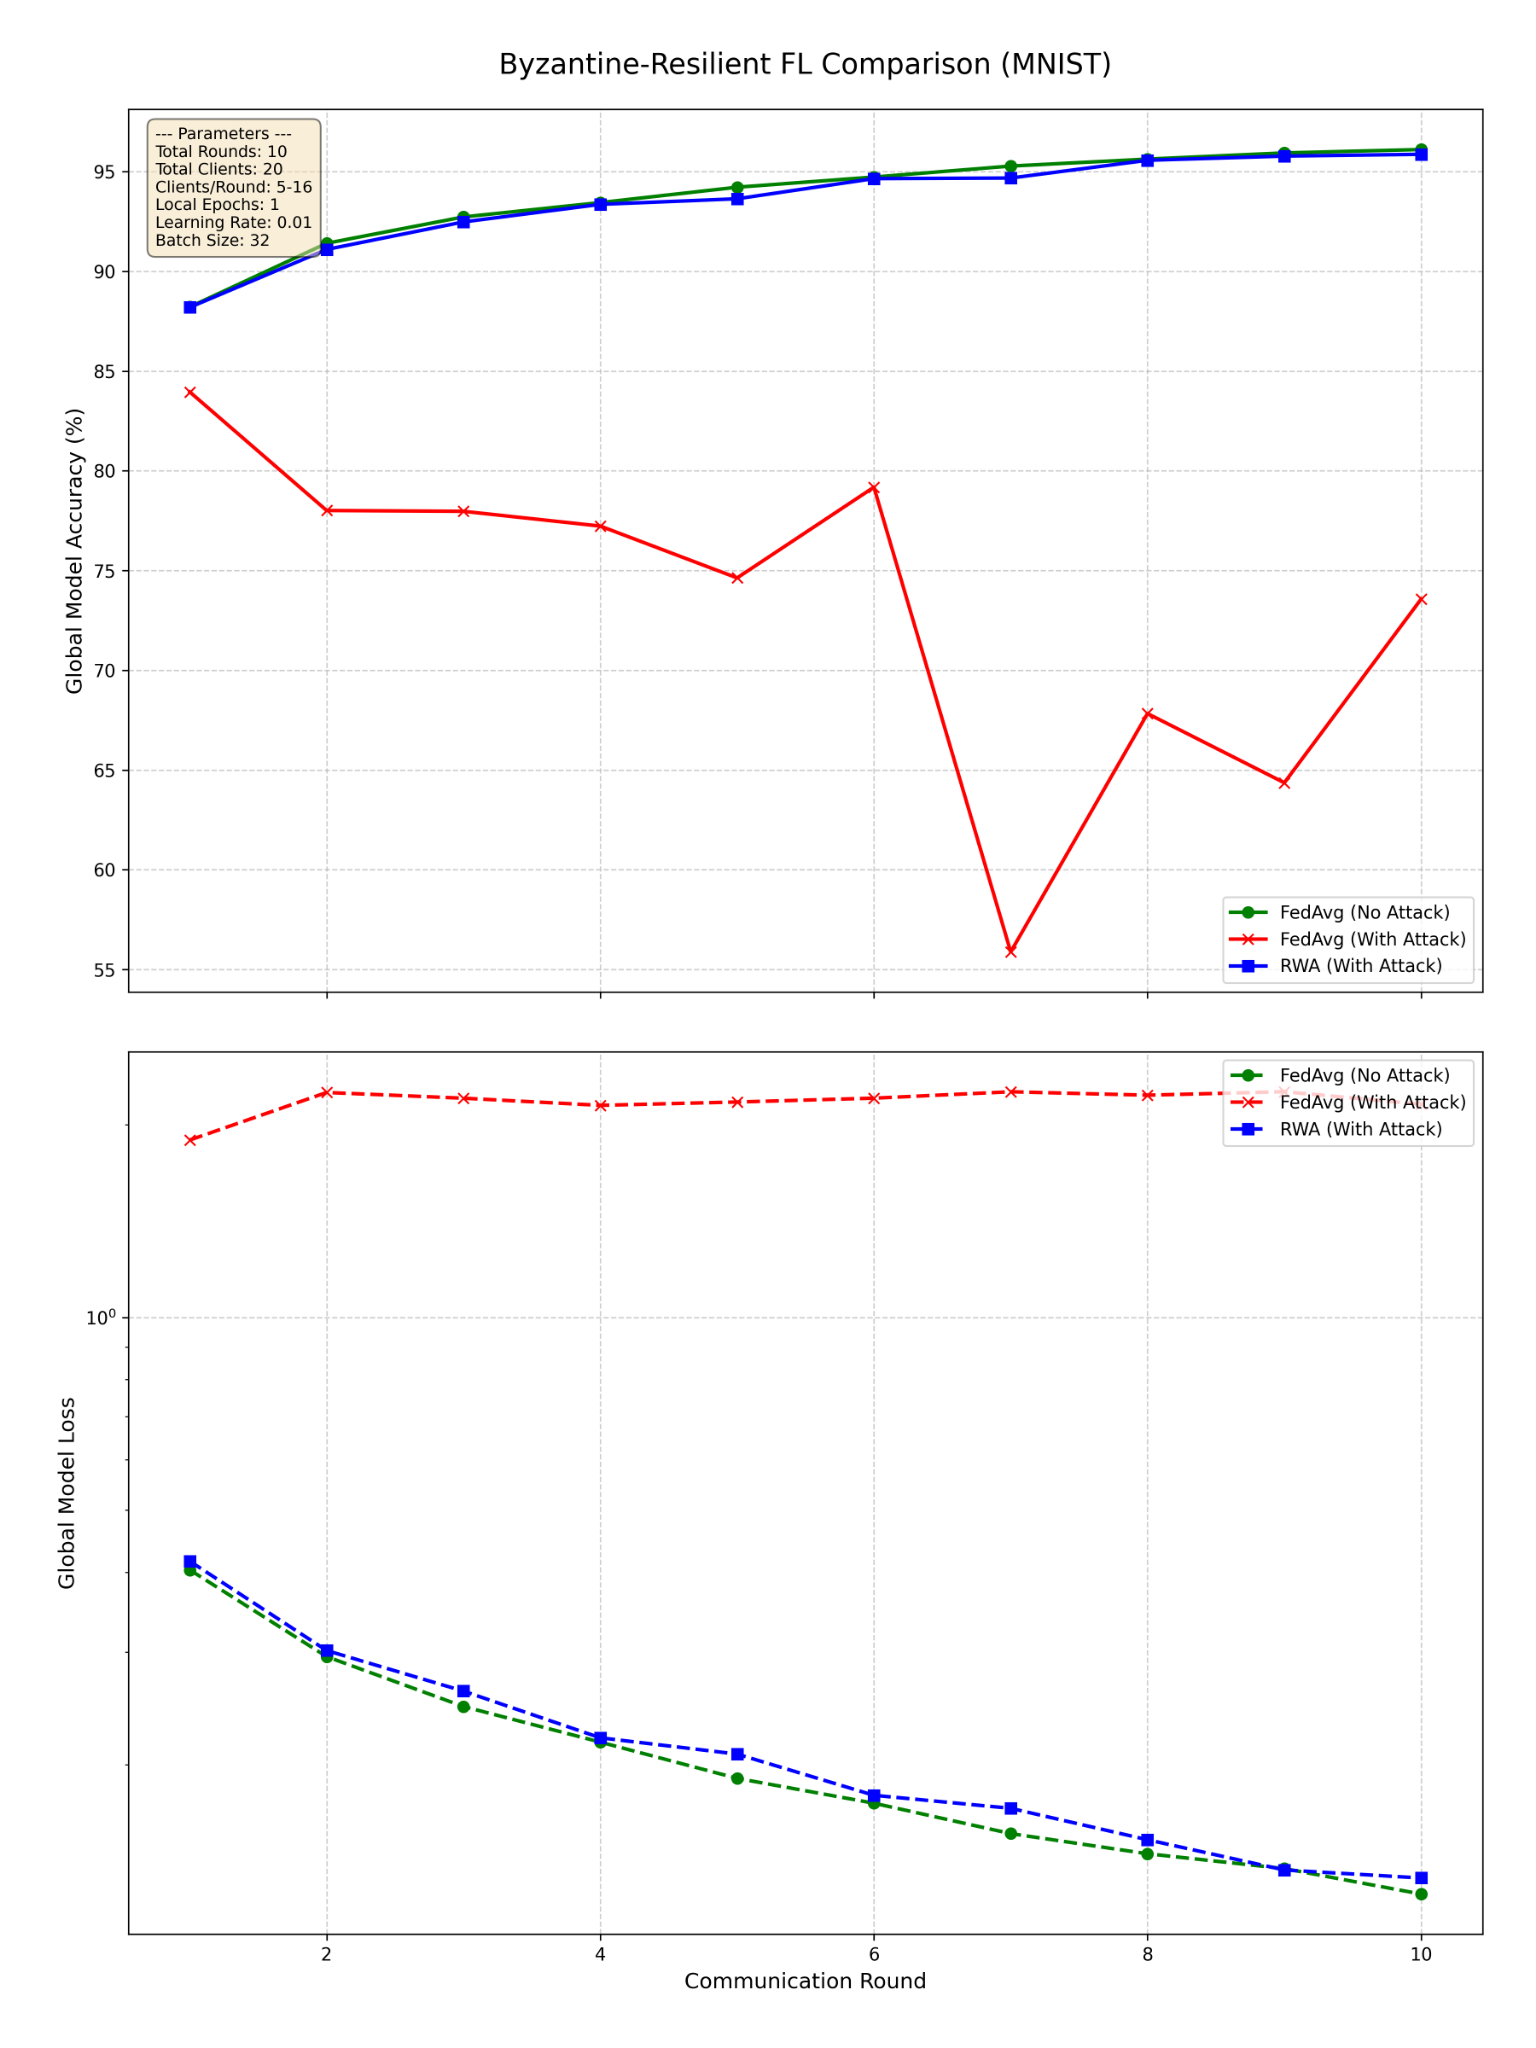 Byzantine-Resilient FL Comparison (MNIST)
--- Parameters ---
Total Rounds: 10
Total Clients: 20
Clients/Round: 5-16
Local Epochs: 1
Learning Rate: 0.01
Batch Size: 32
Global Model Accuracy (%)
95
90
85
80
75
70
65
60
55
FedAvg (No Attack)
FedAvg (With Attack)
RWA (With Attack)
FedAvg (No Attack)
FedAvg (With Attack)
RWA (With Attack)
Global Model Loss
10⁰
2 4 6 8 10
Communication Round